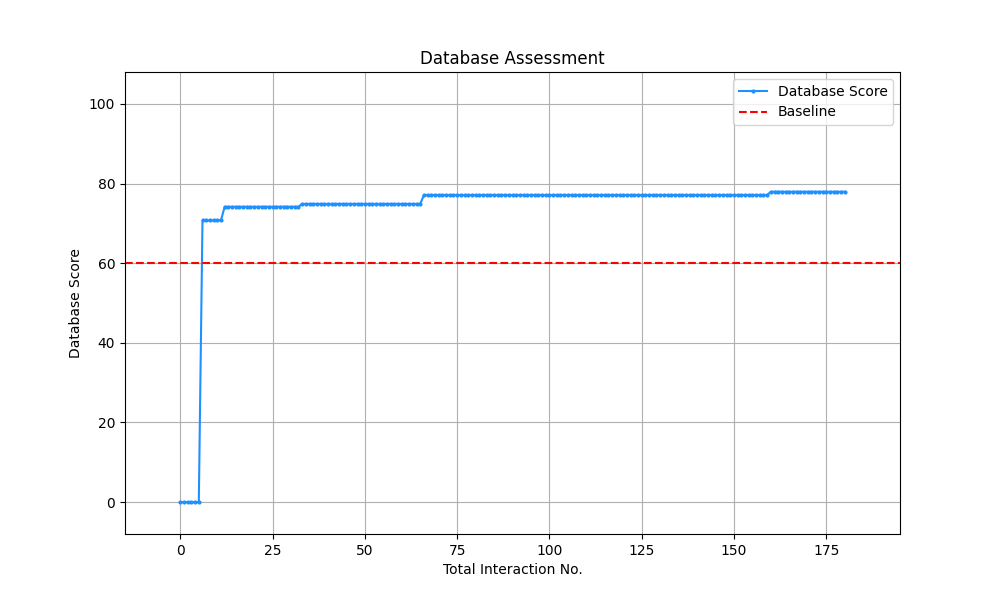 Database Assessment
Database Score
Baseline
100
80
60
40
20
0
Database Score
0 25 50 75 100 125 150 175
Total Interaction No.